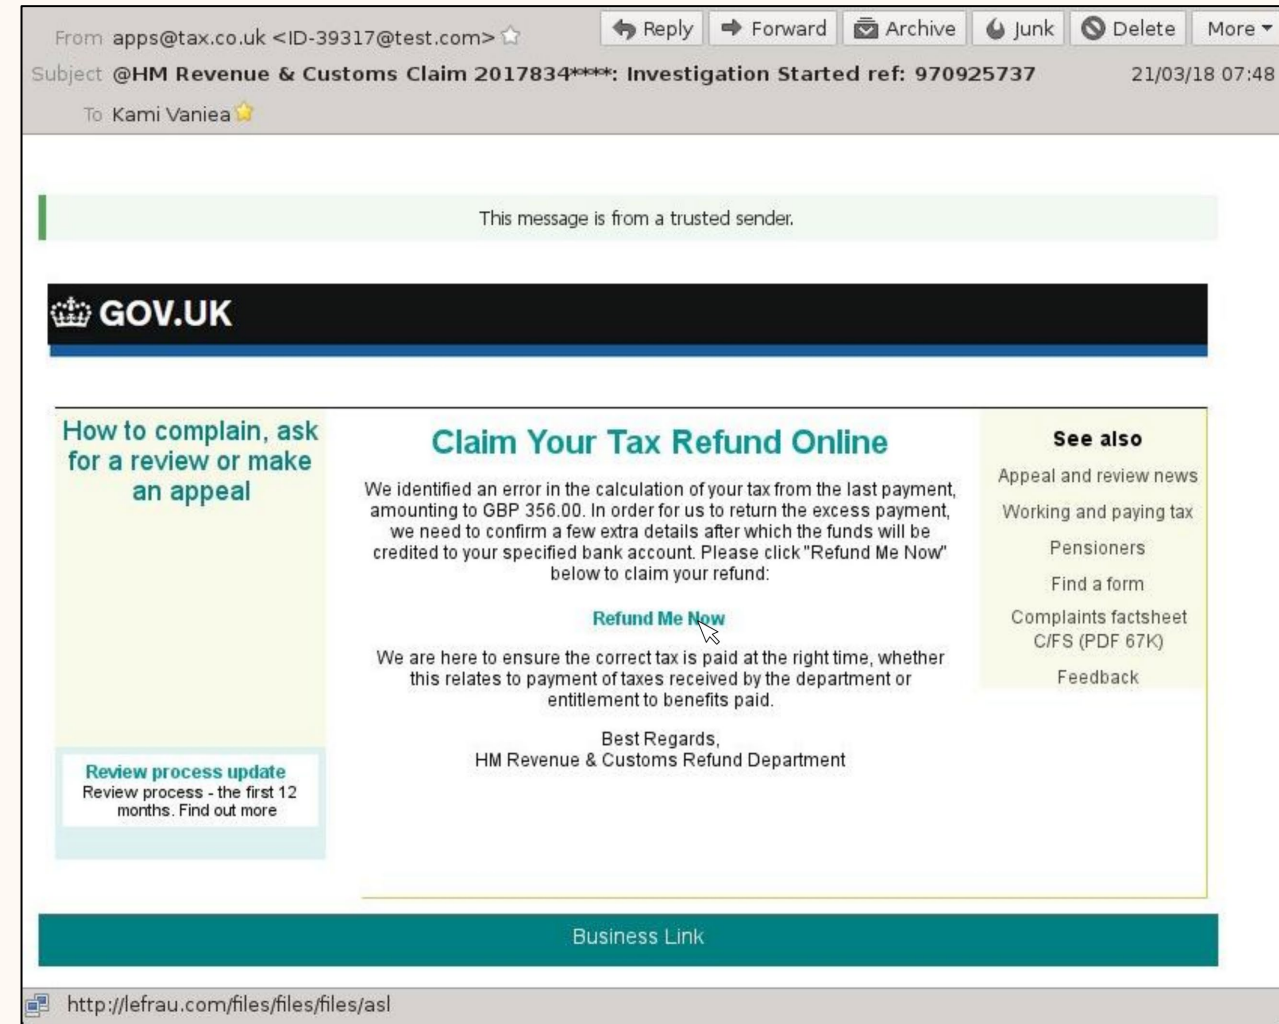 From apps@tax.co.uk <ID-39317@test.com>
Reply Forward Archive Junk Delete More
Subject @HM Revenue & Customs Claim 2017834****: Investigation Started ref: 970925737 21/03/18 07:48
To Kami Vaniea
This message is from a trusted sender.
GOV.UK
How to complain, ask
for a review or make
an appeal
Review process update
Review process - the first 12
months. Find out more
Claim Your Tax Refund Online
We identified an error in the calculation of your tax from the last payment,
amounting to GBP 356.00. In order for us to return the excess payment,
we need to confirm a few extra details after which the funds will be
credited to your specified bank account. Please click "Refund Me Now"
below to claim your refund:
Refund Me Now
We are here to ensure the correct tax is paid at the right time, whether
this relates to payment of taxes received by the department or
entitlement to benefits paid.
Best Regards,
HM Revenue & Customs Refund Department
See also
Appeal and review news
Working and paying tax
Pensioners
Find a form
Complaints factsheet
C/FS (PDF 67K)
Feedback
Business Link
http://lefrau.com/files/files/files/asl